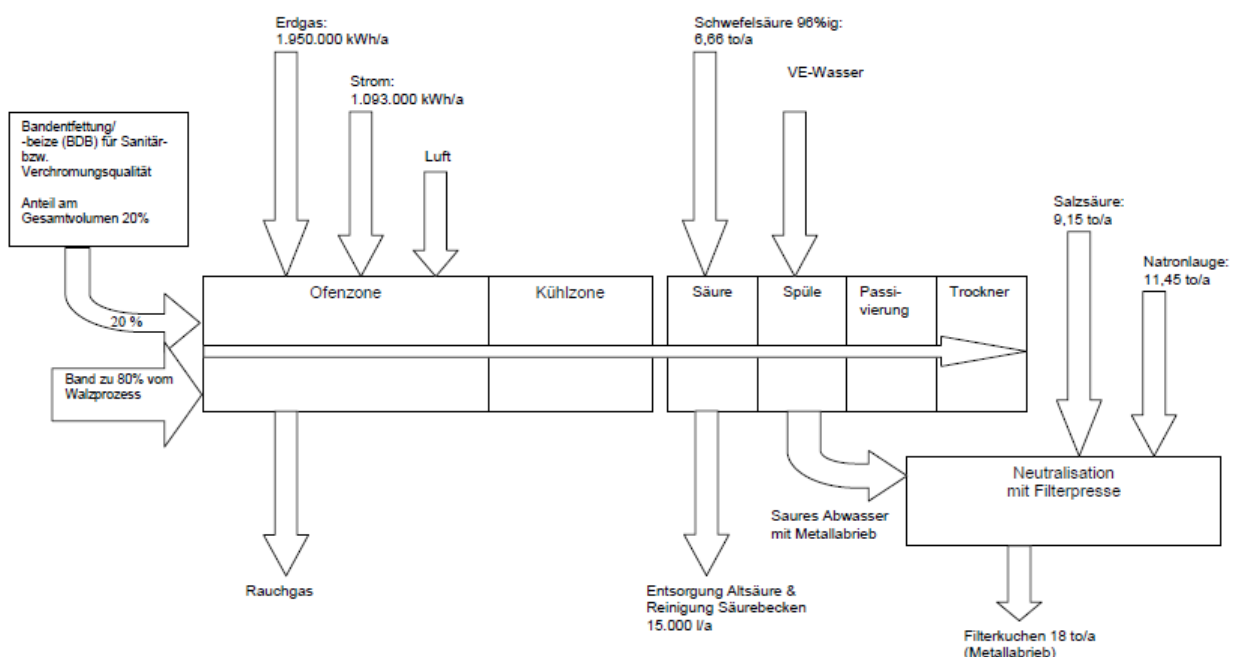 Erdgas:
1.950.000 kWh/a
Schwefelsäure 96%ig:
6,66 to/a
Strom:
1.093.000 kWh/a
VE-Wasser
Bandentfettung/
-beize (BDB) für Sanitär-
bzw.
Verchromungsqualität
Anteil am
Gesamtvolumen 20%
Luft
Salzsäure:
9,15 to/a
Natronlauge:
11,45 to/a
Ofenzone
Kühlzone
Säure
Spüle
Passi-
vierung
Trockner
20 %
Band zu 80% vom
Walzprozess
Neutralisation
mit Filterpresse
Saures Abwasser
mit Metallabrieb
Rauchgas
Entsorgung Altsäure &
Reinigung Säurebecken
15.000 l/a
Filterkuchen 18 to/a
(Metallabrieb)